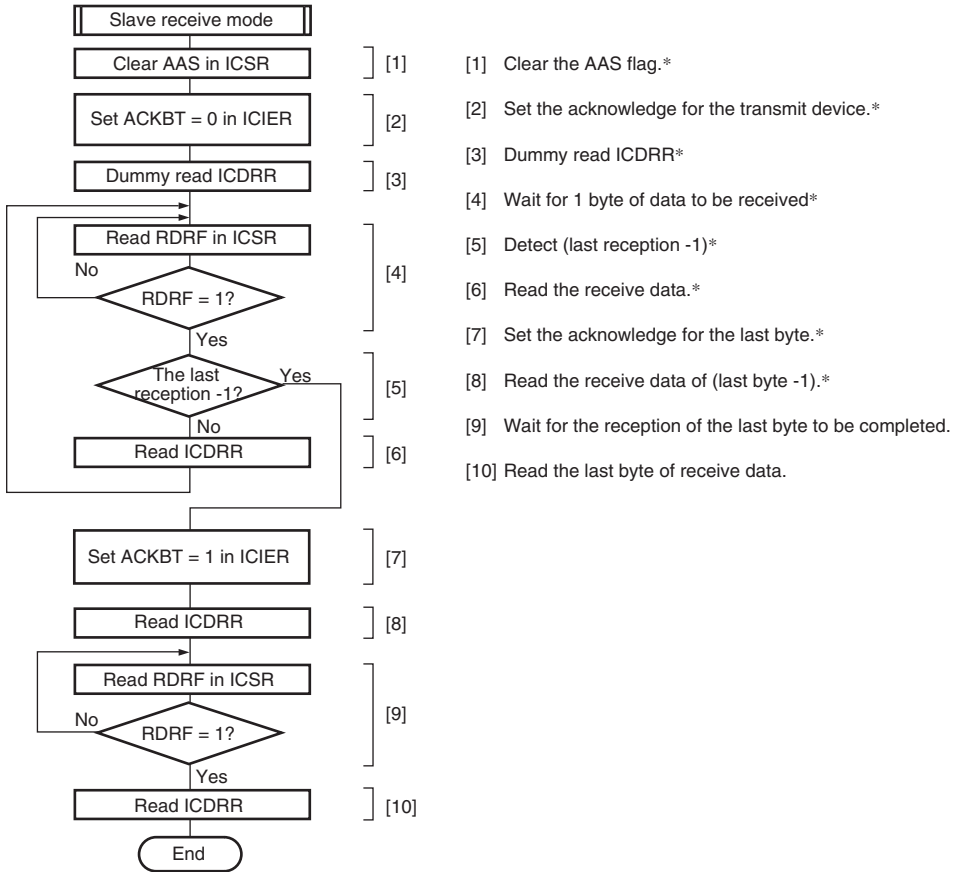 Slave receive mode
Clear AAS in ICSR
[1]
Set ACKBT = 0 in ICIER
[2]
Dummy read ICDRR
[3]
Read RDRF in ICSR
No
[4]
RDRF = 1?
Yes
The last
reception -1?
Yes
[5]
No
Read ICDRR
[6]
Set ACKBT = 1 in ICIER
[7]
Read ICDRR
[8]
Read RDRF in ICSR
No
[9]
RDRF = 1?
Yes
Read ICDRR
[10]
End
[1] Clear the AAS flag.*
[2] Set the acknowledge for the transmit device.*
[3] Dummy read ICDRR*
[4] Wait for 1 byte of data to be received*
[5] Detect (last reception -1)*
[6] Read the receive data.*
[7] Set the acknowledge for the last byte.*
[8] Read the receive data of (last byte -1).*
[9] Wait for the reception of the last byte to be completed.
[10] Read the last byte of receive data.